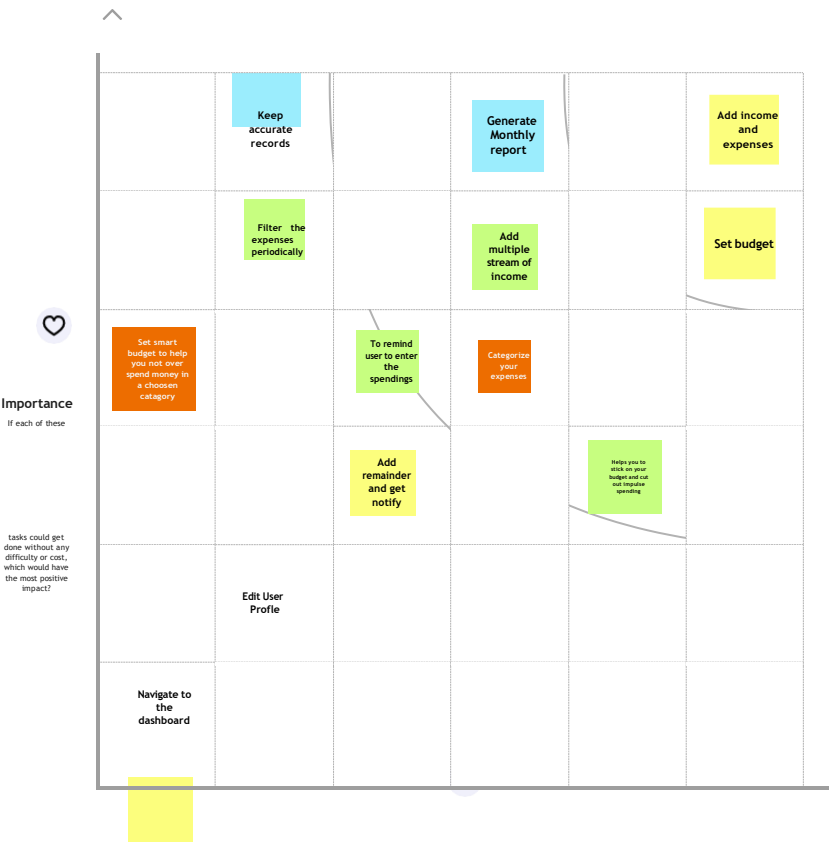 Keep
accurate
records
Generate
Monthly
report
Add income
and
expenses
Filter the
expenses
periodically
Add
multiple
stream of
income
Set budget
Set smart
budget to help
you not over
spend money in
a choosen
catagory
To remind
user to enter
the
spendings
Categorize
your
expenses
Importance
If each of these
tasks could get
done without any
difficulty or cost,
which would have
the most positive
impact?
Add
remainder
and get
notify
Helps you to
stick on your
budget and cut
out impulse
spending
Edit User
Profle
Navigate to
the
dashboard